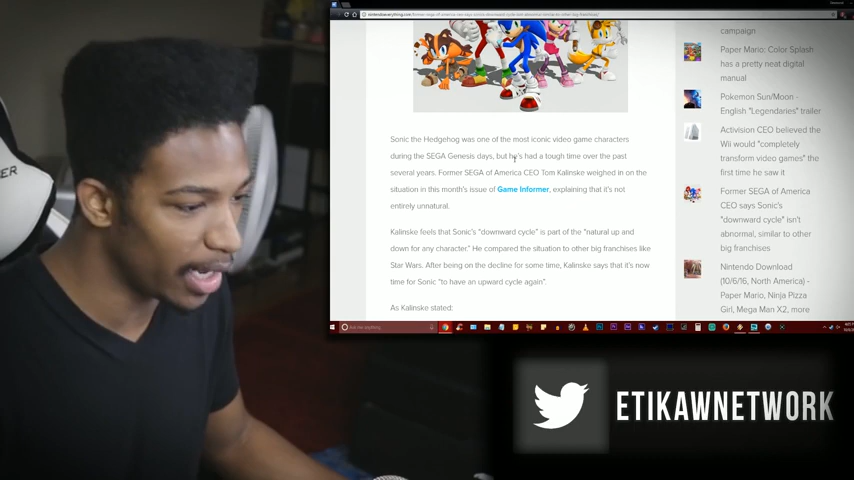 campaign
Paper Mario: Color Splash
has a pretty neat digital
manual
Pokemon Sun/Moon -
English "Legendaries" trailer
Activision CEO believed the
Wii would "completely
transform video games" the
first time he saw it
Former SEGA of America
CEO says Sonic's
"downward cycle" isn't
abnormal, similar to other
big franchises
Nintendo Download
(10/6/16, North America) -
Paper Mario, Ninja Pizza
Girl, Mega Man X2, more
Sonic the Hedgehog was one of the most iconic video game characters
during the SEGA Genesis days, but he's had a tough time over the past
several years. Former SEGA of America CEO Tom Kalinske weighed in on the
situation in this month's issue of Game Informer, explaining that it's not
entirely unnatural.
Kalinske feels that Sonic's "downward cycle" is part of the "natural up and
down for any character." He compared the situation to other big franchises like
Star Wars. After being on the decline for some time, Kalinske says that it's now
time for Sonic "to have an upward cycle again".
As Kalinske stated:
Ask me anything
ETIKAWNETWORK